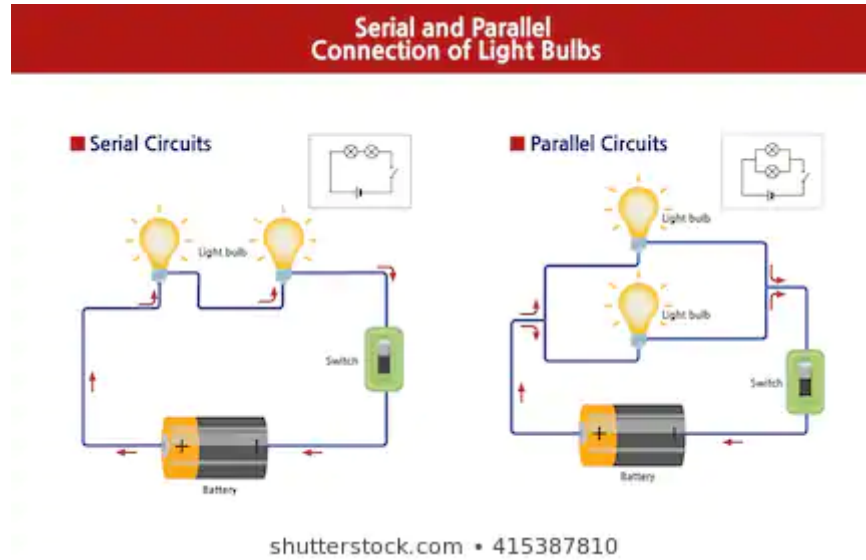 Serial and Parallel
Connection of Light Bulbs
Serial Circuits
Light bulb
Switch
+ -
Battery
Parallel Circuits
Light bulb
Light bulb
Switch
+ -
Battery
shutterstock.com • 415387810